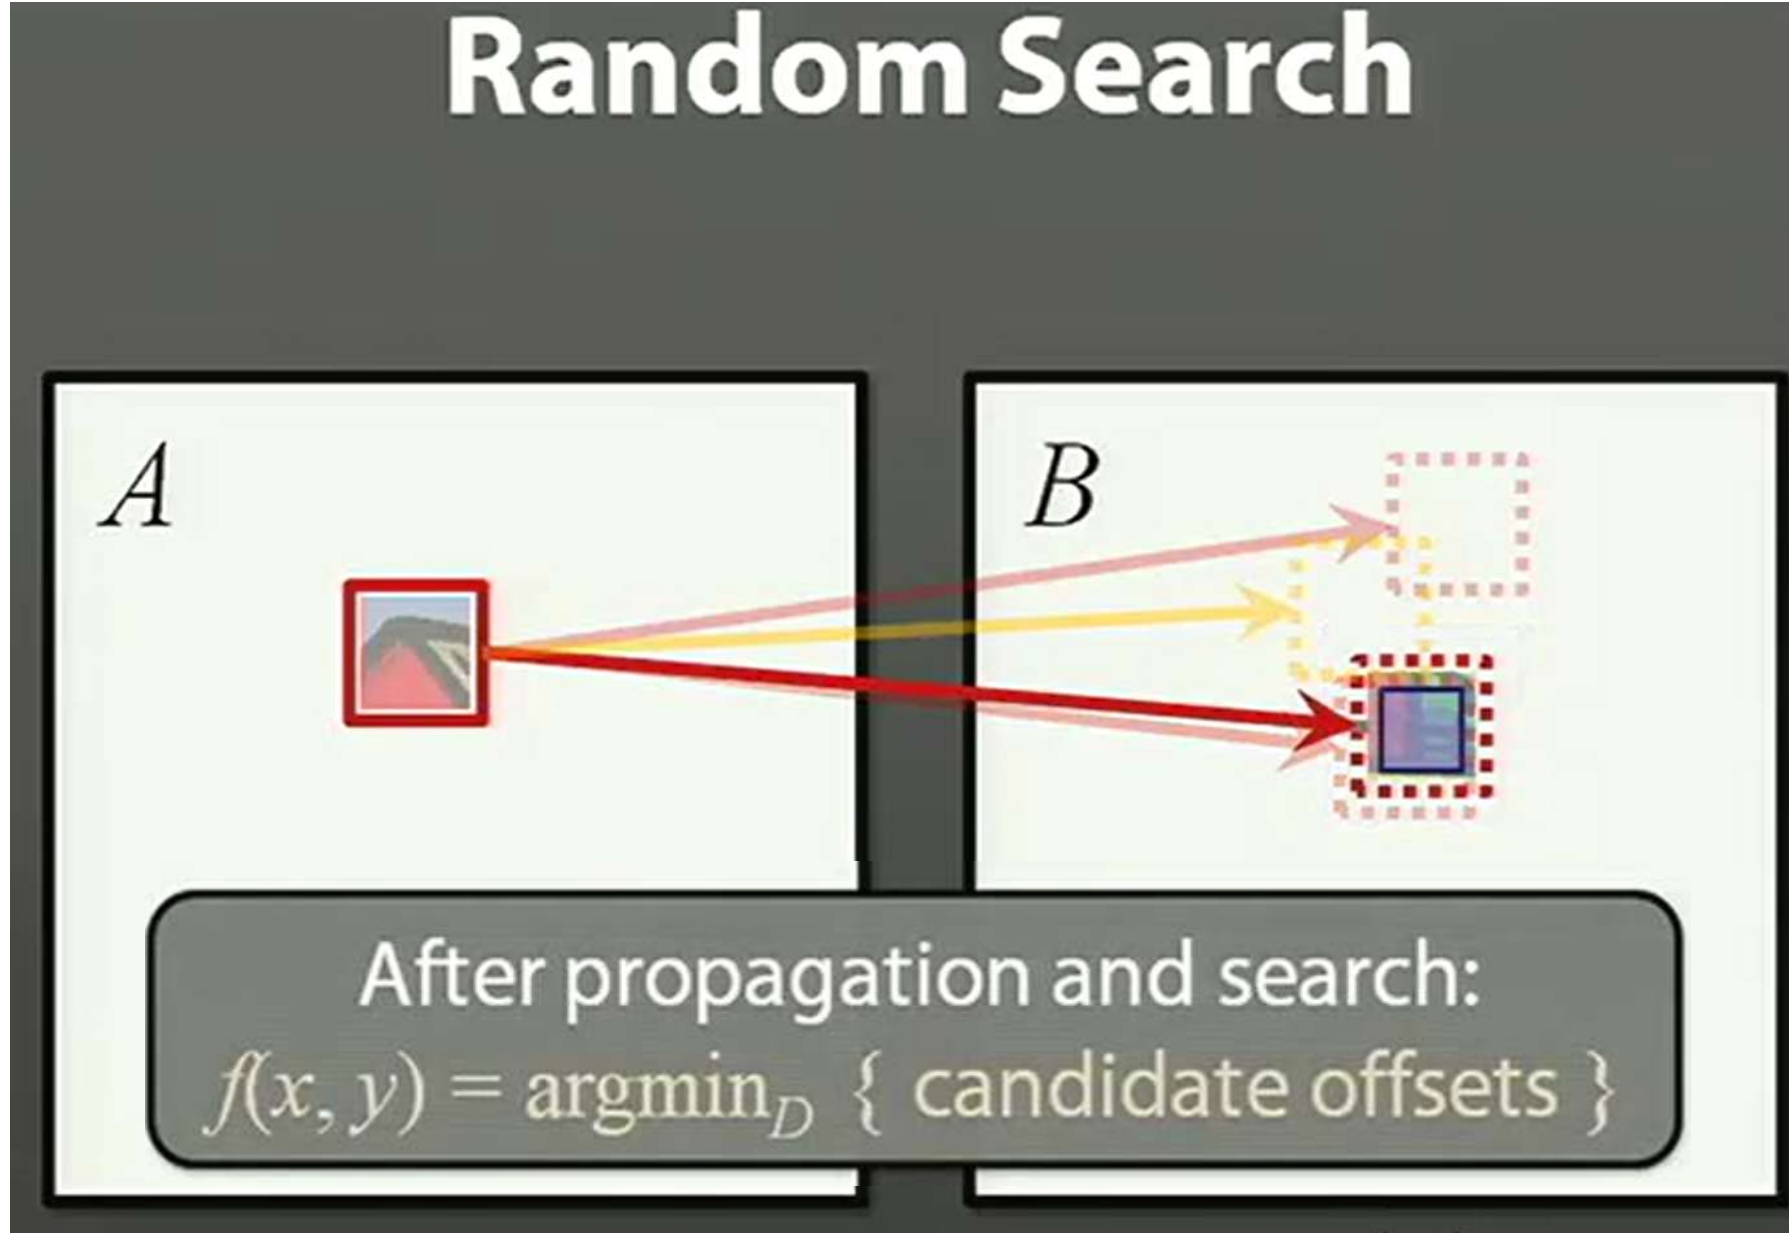 Random Search
A
B
After propagation and search:
f(x, y) = argmin_D { candidate offsets }